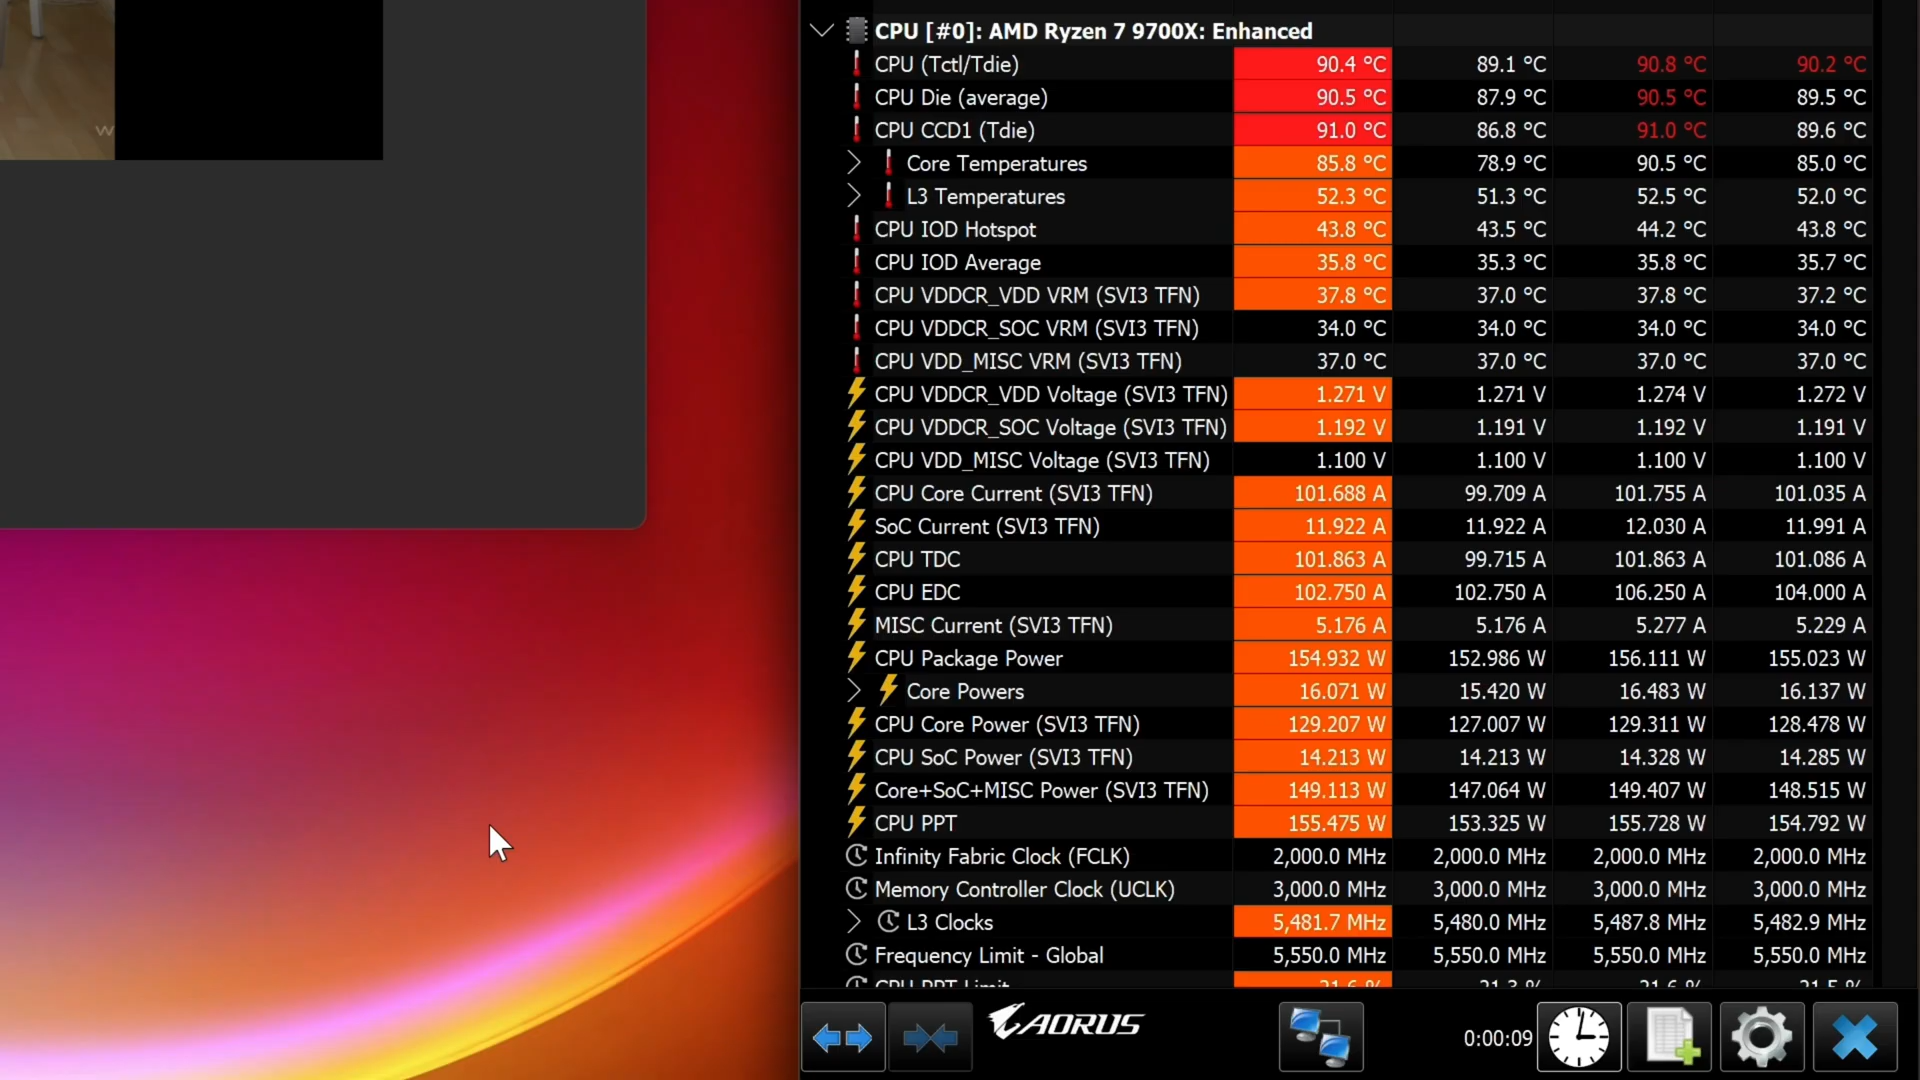 CPU [#0]: AMD Ryzen 7 9700X: Enhanced
CPU (Tctl/Tdie) 90.4 °C 89.1 °C 90.8 °C 90.2 °C
CPU Die (average) 90.5 °C 87.9 °C 90.5 °C 89.5 °C
CPU CCD1 (Tdie) 91.0 °C 86.8 °C 91.0 °C 89.6 °C
Core Temperatures 85.8 °C 78.9 °C 90.5 °C 85.0 °C
L3 Temperatures 52.3 °C 51.3 °C 52.5 °C 52.0 °C
CPU IOD Hotspot 43.8 °C 43.5 °C 44.2 °C 43.8 °C
CPU IOD Average 35.8 °C 35.3 °C 35.8 °C 35.7 °C
CPU VDDCR_VDD VRM (SVI3 TFN) 37.8 °C 37.0 °C 37.8 °C 37.2 °C
CPU VDDCR_SOC VRM (SVI3 TFN) 34.0 °C 34.0 °C 34.0 °C 34.0 °C
CPU VDD_MISC VRM (SVI3 TFN) 37.0 °C 37.0 °C 37.0 °C 37.0 °C
CPU VDDCR_VDD Voltage (SVI3 TFN) 1.271 V 1.271 V 1.274 V 1.272 V
CPU VDDCR_SOC Voltage (SVI3 TFN) 1.192 V 1.191 V 1.192 V 1.191 V
CPU VDD_MISC Voltage (SVI3 TFN) 1.100 V 1.100 V 1.100 V 1.100 V
CPU Core Current (SVI3 TFN) 101.688 A 99.709 A 101.755 A 101.035 A
SoC Current (SVI3 TFN) 11.922 A 11.922 A 12.030 A 11.991 A
CPU TDC 101.863 A 99.715 A 101.863 A 101.086 A
CPU EDC 102.750 A 102.750 A 106.250 A 104.000 A
MISC Current (SVI3 TFN) 5.176 A 5.176 A 5.277 A 5.229 A
CPU Package Power 154.932 W 152.986 W 156.111 W 155.023 W
Core Powers 16.071 W 15.420 W 16.483 W 16.137 W
CPU Core Power (SVI3 TFN) 129.207 W 127.007 W 129.311 W 128.478 W
CPU SoC Power (SVI3 TFN) 14.213 W 14.213 W 14.328 W 14.285 W
Core+SoC+MISC Power (SVI3 TFN) 149.113 W 147.064 W 149.407 W 148.515 W
CPU PPT 155.475 W 153.325 W 155.728 W 154.792 W
Infinity Fabric Clock (FCLK) 2,000.0 MHz 2,000.0 MHz 2,000.0 MHz 2,000.0 MHz
Memory Controller Clock (UCLK) 3,000.0 MHz 3,000.0 MHz 3,000.0 MHz 3,000.0 MHz
L3 Clocks 5,481.7 MHz 5,480.0 MHz 5,487.8 MHz 5,482.9 MHz
Frequency Limit - Global 5,550.0 MHz 5,550.0 MHz 5,550.0 MHz 5,550.0 MHz
CPU PPT Limit 21.6 % 21.3 % 21.6 % 21.5 %
AORUS
0:00:09